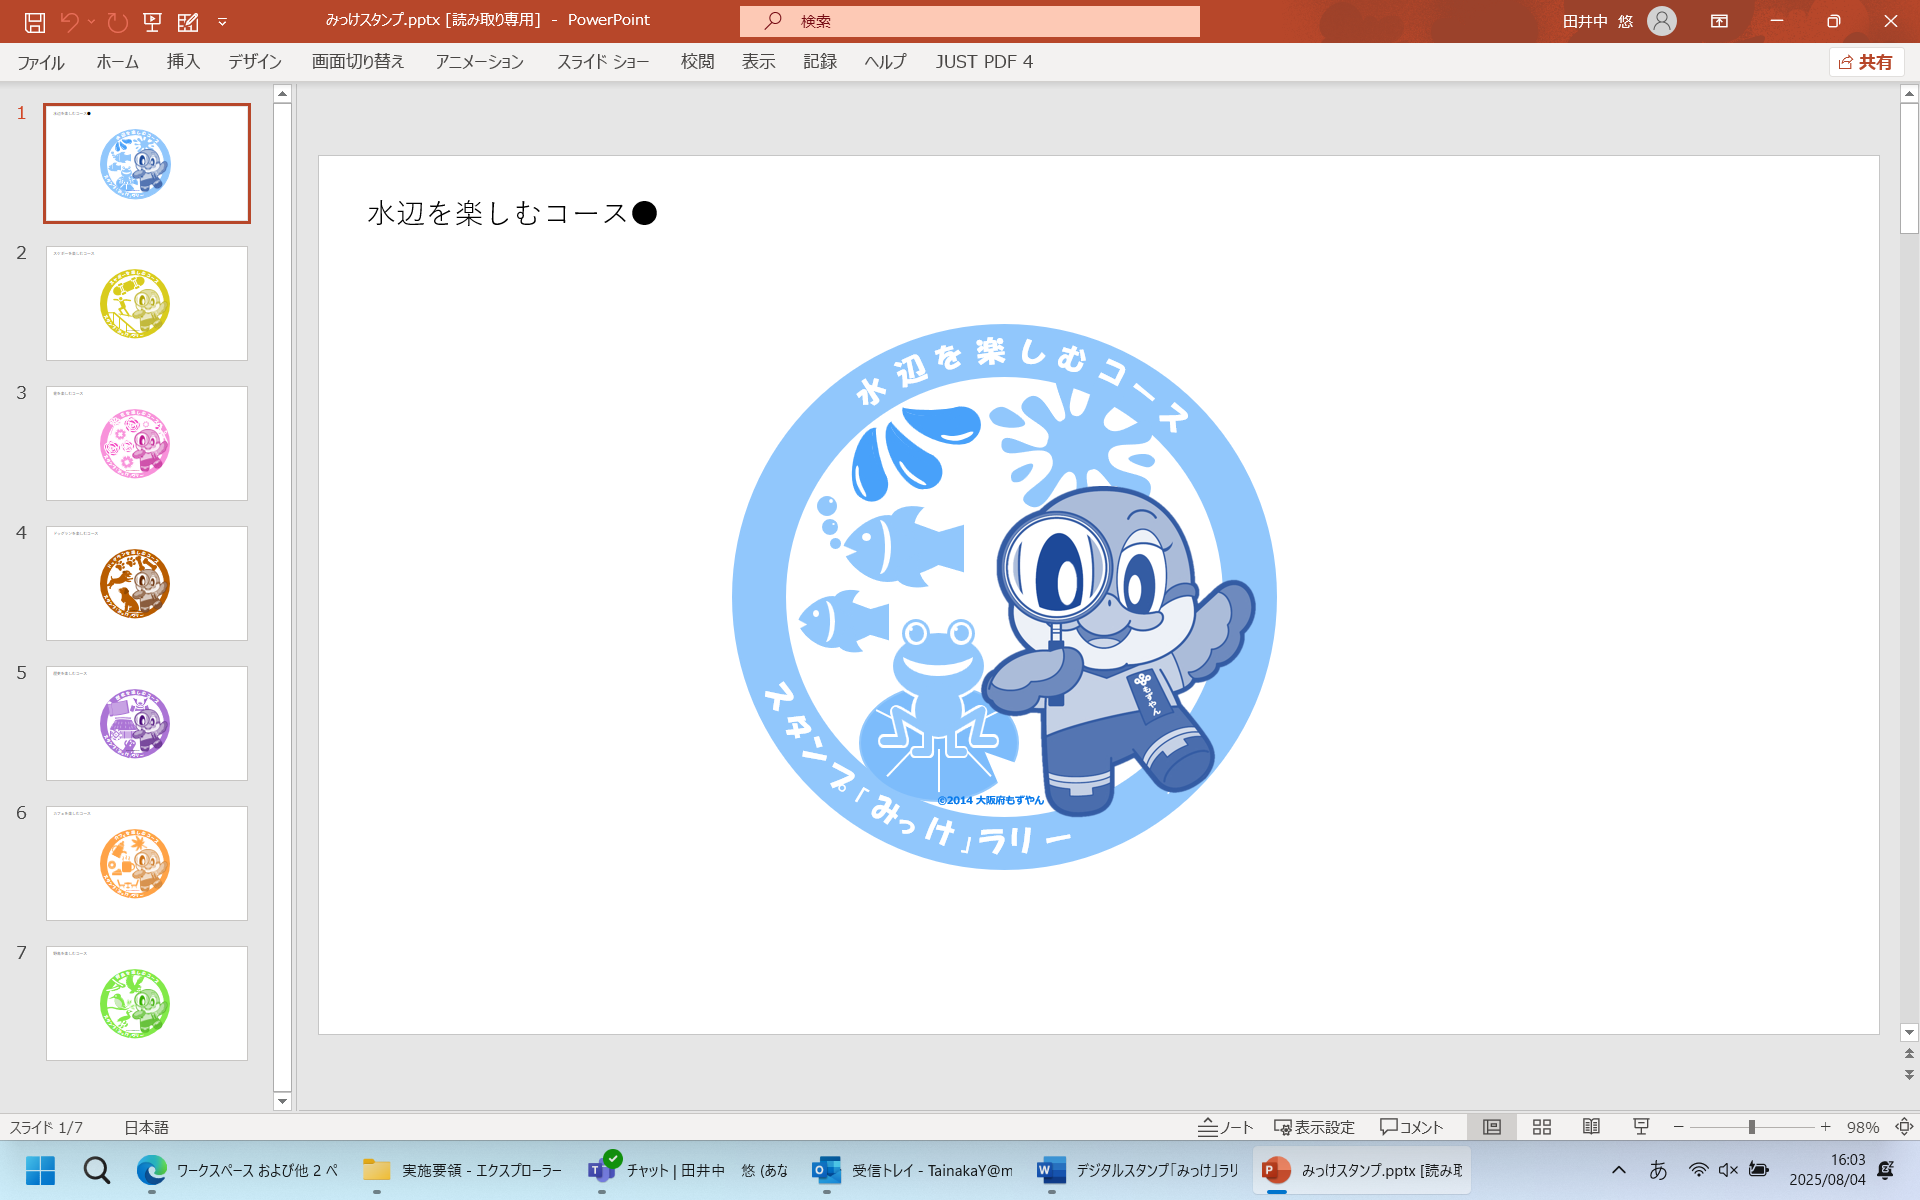 みっけスタンプ.pptx [読み取り専用] - PowerPoint
検索
田井中 悠
ファイル ホーム 挿入 デザイン 画面切り替え アニメーション スライド ショー 校閲 表示 記録 ヘルプ JUST PDF 4
共有
1
2
3
4
5
6
7
水辺を楽しむコース●
水辺を楽しむコース
もずやん
©2014 大阪府もずやん
スタンプ「みっけ」ラリー
スライド 1/7 日本語
ノート 表示設定 コメント
98%
ワークスペース および他 2 ペ
実施要領 - エクスプローラー
チャット | 田井中 悠 (あな
受信トレイ - TainakaY@m
デジタルスタンプ「みっけ」ラリ
みっけスタンプ.pptx [読み取
あ
16:03
2025/08/04